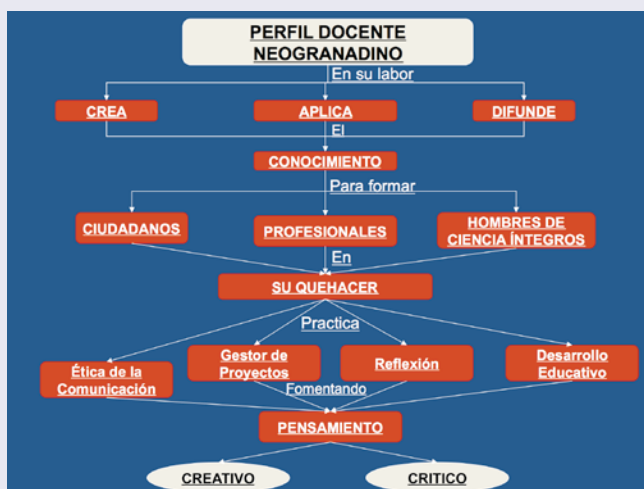 PERFIL DOCENTE
NEOGRANADINO
En su labor
CREA
APLICA
DIFUNDE
El
CONOCIMIENTO
Para formar
CIUDADANOS
PROFESIONALES
HOMBRES DE
CIENCIA ÍNTEGROS
En
SU QUEHACER
Practica
Ética de la
Comunicación
Gestor de
Proyectos
Reflexión
Desarrollo
Educativo
Fomentando
PENSAMIENTO
CREATIVO
CRITICO